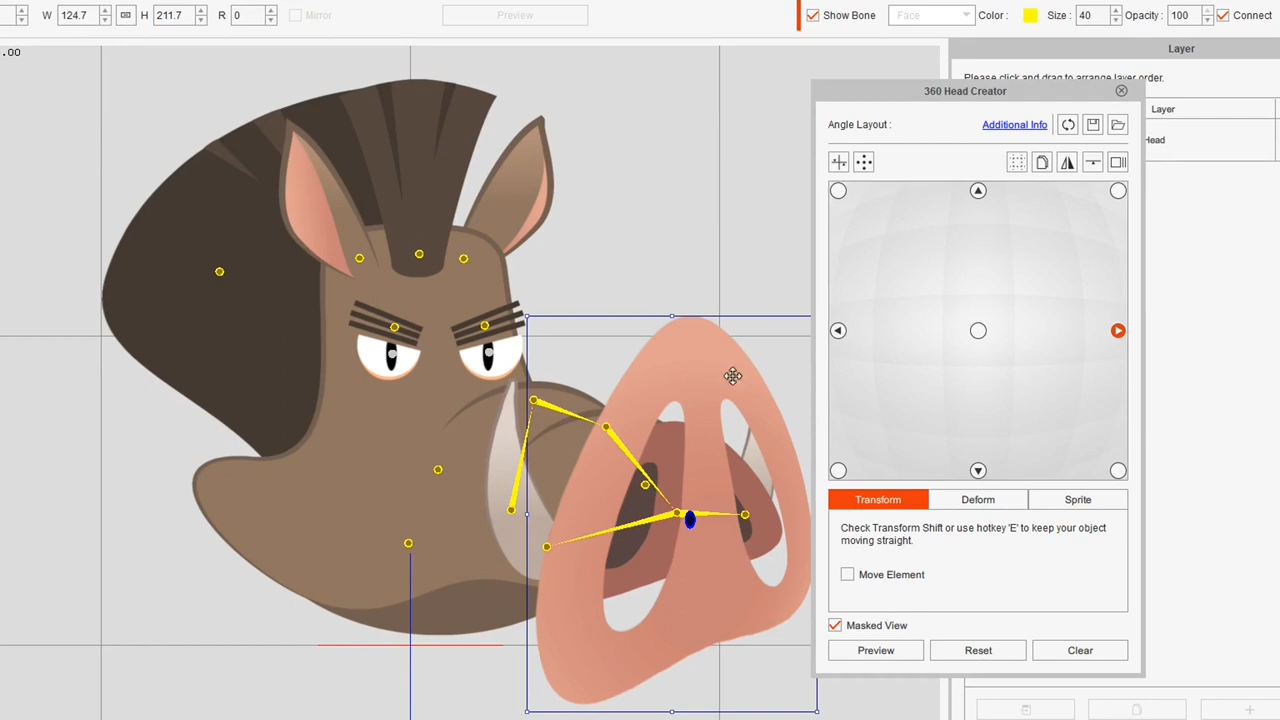 W 124.7 H 211.7 R 0 Mirror Preview Show Bone Face Color : Size : 40 Opacity : 100 Connect
.00
Layer
Please click and drag to arrange layer order.
360 Head Creator
Layer
Angle Layout : Additional Info
Head
Transform Deform Sprite
Check Transform Shift or use hotkey 'E' to keep your object
moving straight.
Move Element
Masked View
Preview Reset Clear